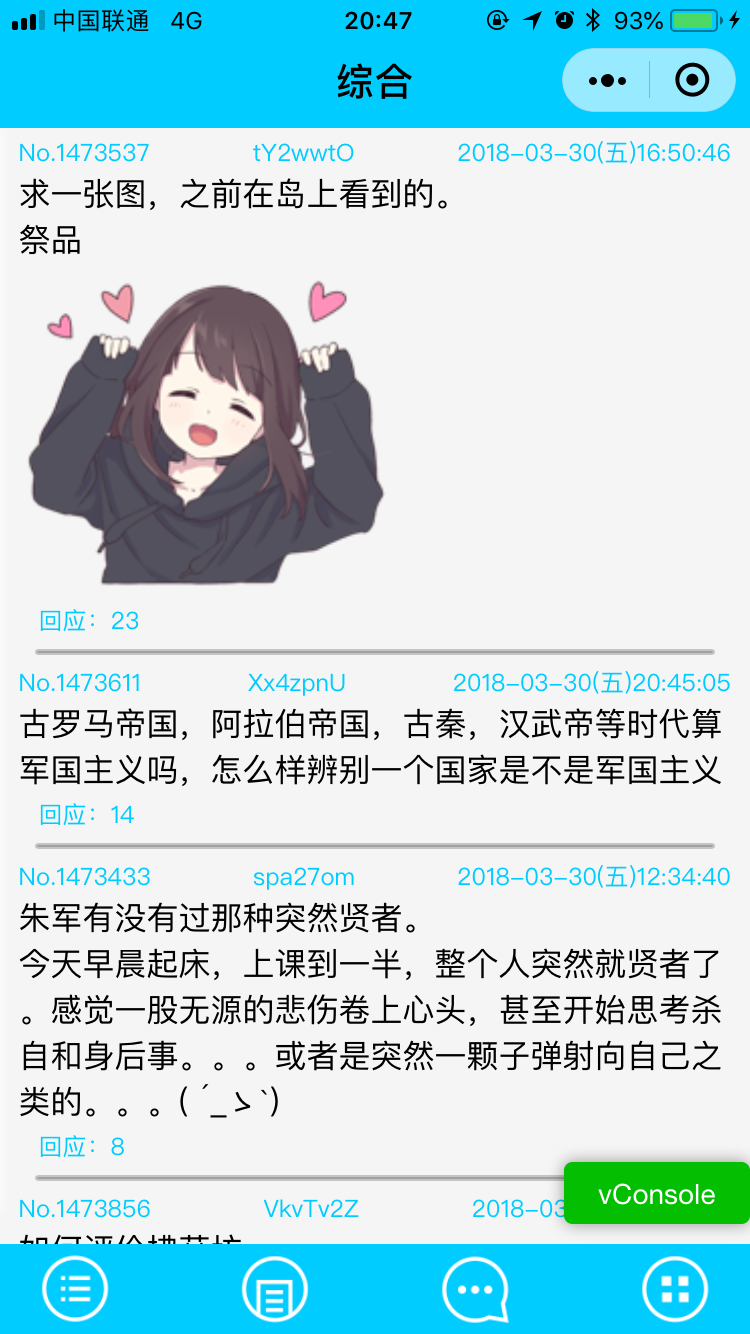 中国联通 4G 20:47 93%
综合
No.1473537 tY2wwtO 2018-03-30(五)16:50:46
求一张图，之前在岛上看到的。
祭品
回应：23
No.1473611 Xx4zpnU 2018-03-30(五)20:45:05
古罗马帝国，阿拉伯帝国，古秦，汉武帝等时代算
军国主义吗，怎么样辨别一个国家是不是军国主义
回应：14
No.1473433 spa27om 2018-03-30(五)12:34:40
朱军有没有过那种突然贤者。
今天早晨起床，上课到一半，整个人突然就贤者了
。感觉一股无源的悲伤卷上心头，甚至开始思考杀
自和身后事。。。或者是突然一颗子弹射向自己之
类的。。。( ´_ゝ`)
回应：8
No.1473856 VkvTv2Z 2018-03
vConsole
如何评价